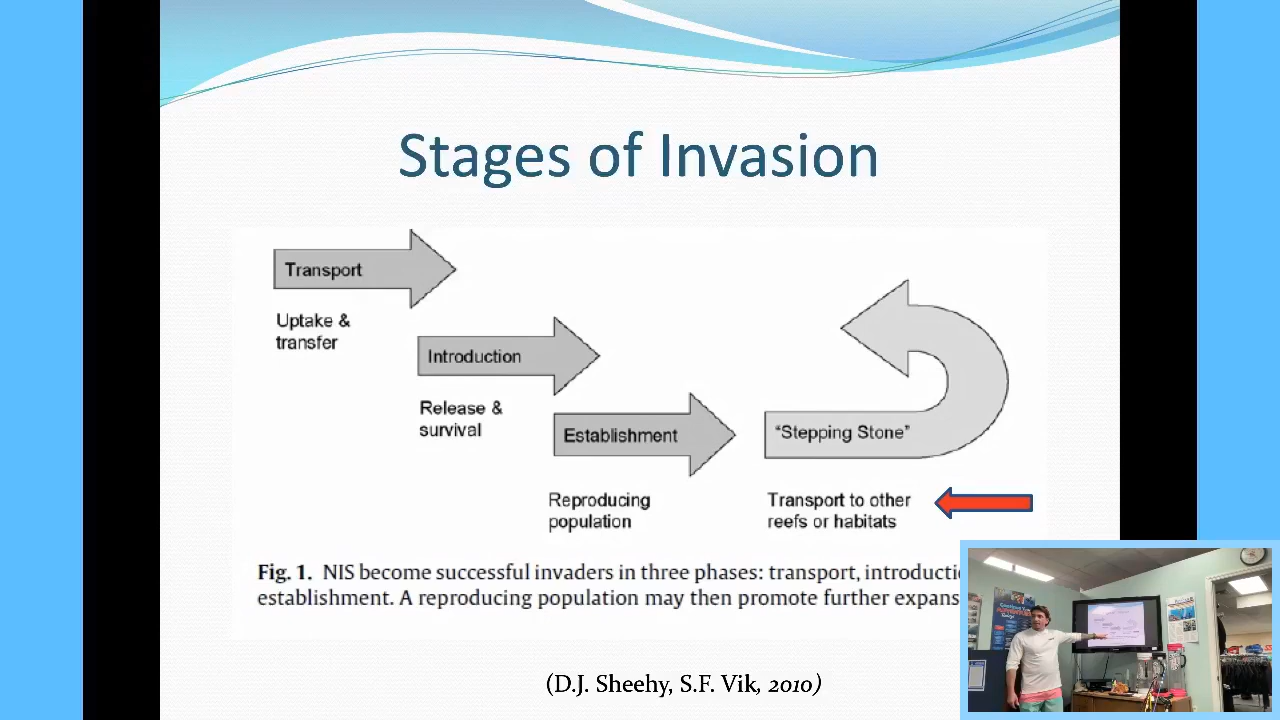 Stages of Invasion
Transport
Uptake &
transfer
Introduction
Release &
survival
Establishment
Reproducing
population
“Stepping Stone”
Transport to other
reefs or habitats
Fig. 1. NIS become successful invaders in three phases: transport,
establishment. A reproducing population may then promote further
(D.J. Sheehy, S.F. Vik, 2010)